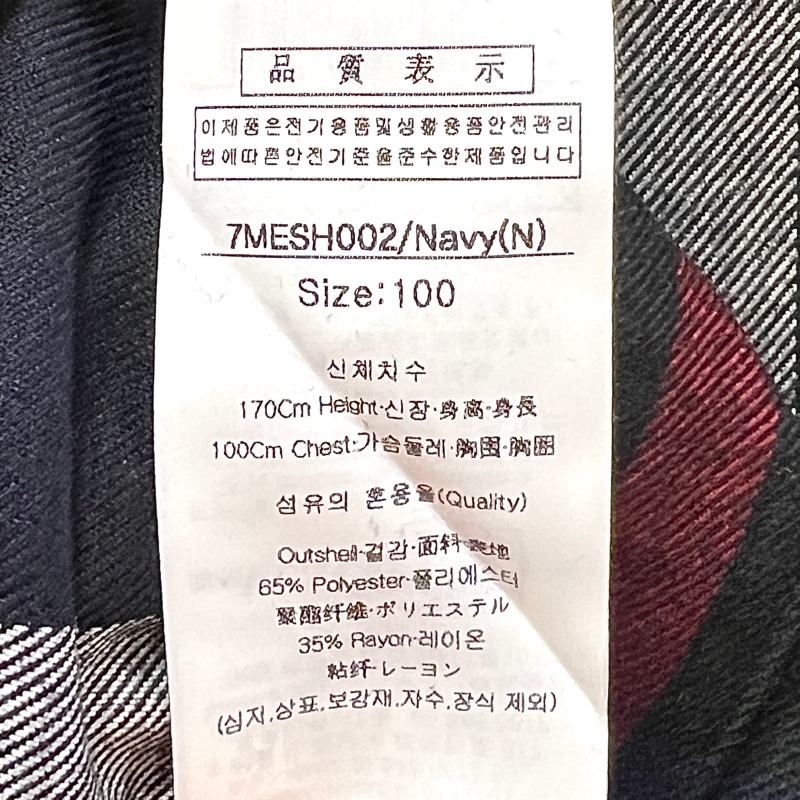 品質表示
이제품은전기용품및생활용품안전관리
법에따른안전기준을준수한제품입니다
7MESH002/Navy(N)
Size:100
신체치수
170Cm Height·신장·身高·身長
100Cm Chest·가슴둘레·胸围·胸囲
섬유의 혼용율(Quality)
Outshell·겉감·面料·表地
65% Polyester·폴리에스터
聚酯纤维·ポリエステル
35% Rayon·레이온
粘纤·レーヨン
(심지,상표,보강재,자수,장식 제외)